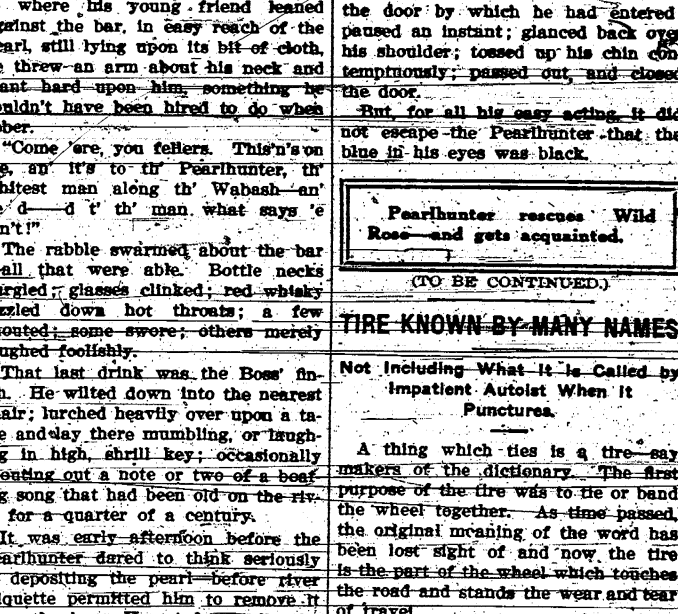 where his young friend leaned
against the bar, in easy reach of the
pearl, still lying upon its bit of cloth,
threw an arm about his neck and
leant hard upon him, something he
wouldn't have been hired to do when
sober.
"Come 'ere, you fellers. This'n's on
me, an' it's to th' Pearlhunter, th'
whitest man along th' Wabash—an'
d——d t' th' man what says 'e
ain't!"
The rabble swarmed about the bar
—all that were able. Bottle necks
gurgled; glasses clinked; red whisky
sizzled down hot throats; a few
shouted; some swore; others merely
laughed foolishly.
That last drink was the Boss' fin-
ish. He wilted down into the nearest
chair; lurched heavily over upon a ta-
ble and lay there mumbling, or laugh-
ing in high, shrill key; occasionally
shouting out a note or two of a boat-
ing song that had been old on the riv-
er for a quarter of a century.
It was early afternoon before the
Pearlhunter dared to think seriously
of depositing the pearl—before river
etiquette permitted him to remove it
the door by which he had entered
paused an instant; glanced back over
his shoulder; tossed up his chin con-
temptuously; passed out, and closed
the door.
But, for all his easy acting, it did
not escape the Pearlhunter that the
blue in his eyes was black.
Pearlhunter rescues Wild
Rose—and gets acquainted.
(TO BE CONTINUED.)
TIRE KNOWN BY MANY NAMES
Not Including What It Is Called by
Impatient Autoist When It
Punctures.
A thing which ties is a tire—say
makers of the dictionary. The first
purpose of the tire was to tie or band
the wheel together. As time passed,
the original meaning of the word has
been lost sight of and now the tire
is the part of the wheel which touches
the road and stands the wear and tear
of travel